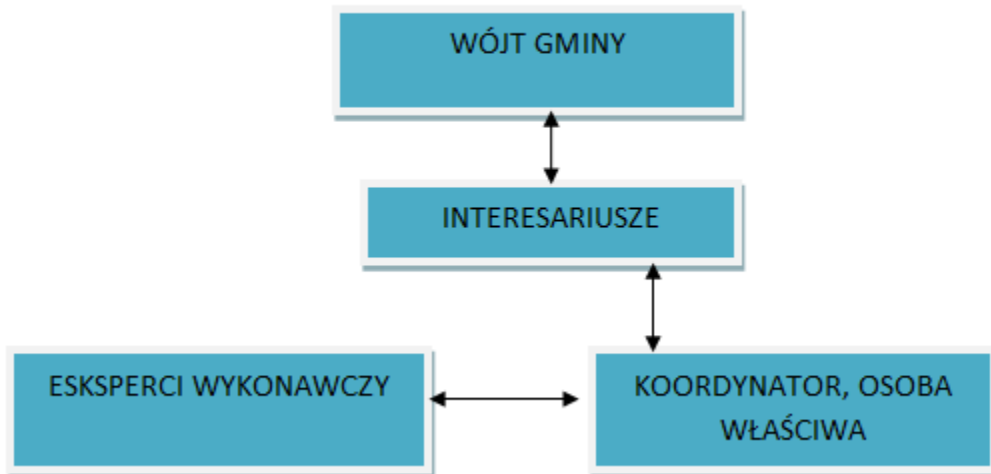 WÓJT GMINY
INTERESARIUSZE
ESKSPERCI WYKONAWCZY
KOORDYNATOR, OSOBA
WŁAŚCIWA